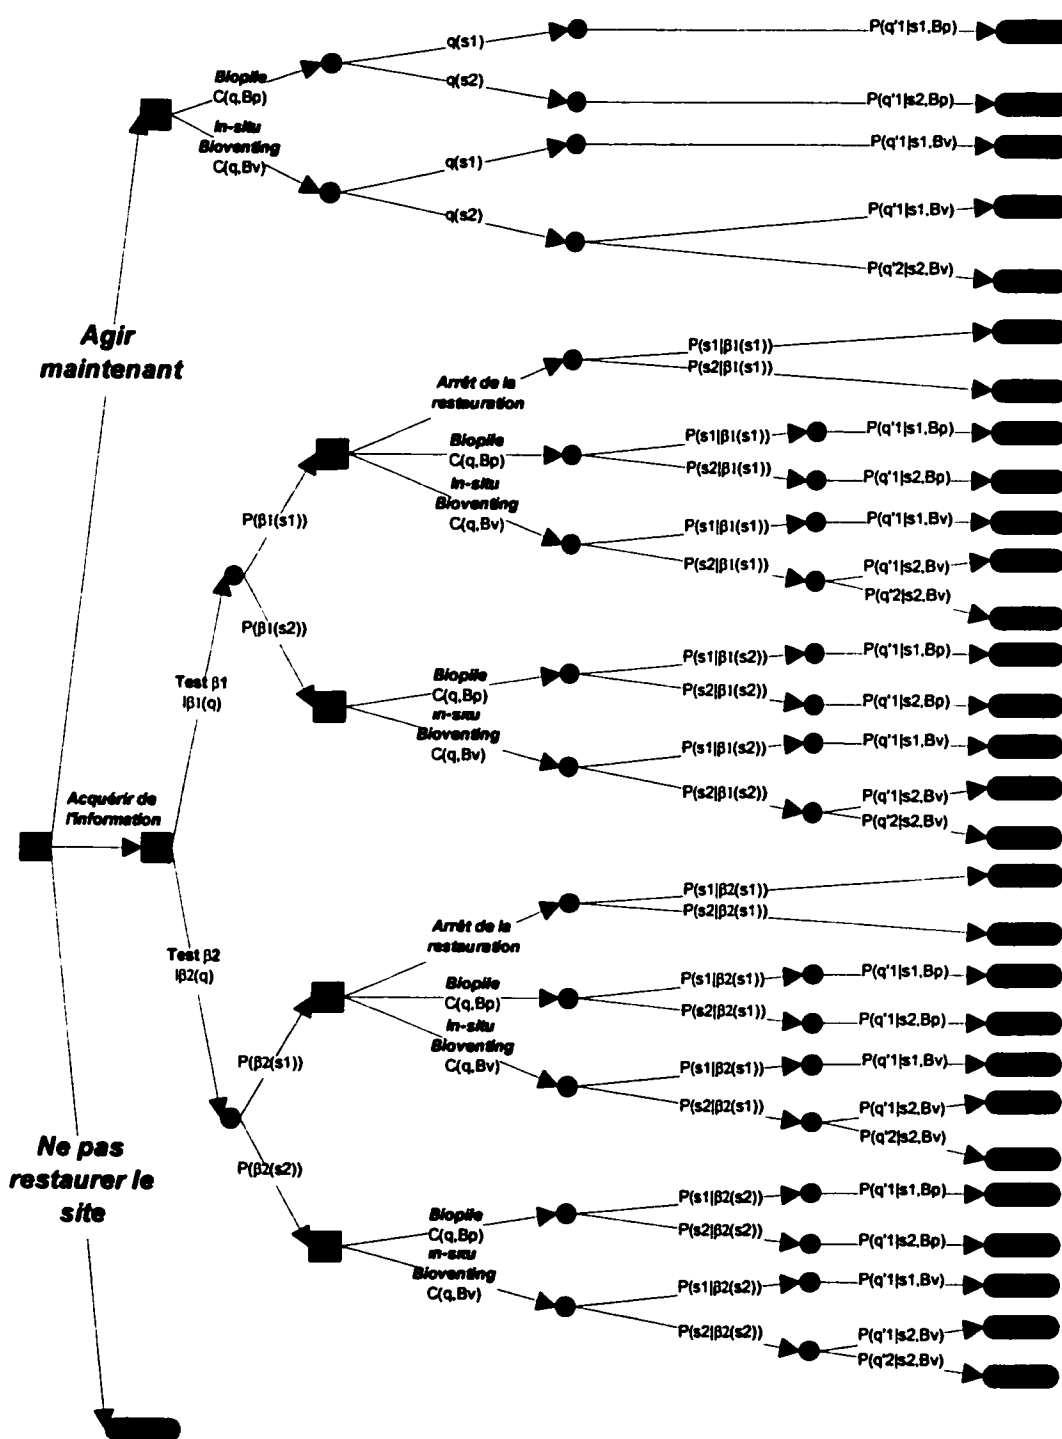 P(q'1|s1,Bp)
q(s1)
Biopile
C(q,Bp)
q(s2)
P(q'1|s2,Bp)
In-situ
Bioventing
C(q,Bv)
q(s1)
P(q'1|s1,Bv)
q(s2)
P(q'1|s1,Bv)
P(q'2|s2,Bv)
Agir
maintenant
P(s1|β1(s1))
P(s2|β1(s1))
Arrêt de la
restauration
Biopile
C(q,Bp)
P(s1|β1(s1))
P(q'1|s1,Bp)
P(s2|β1(s1))
P(q'1|s2,Bp)
In-situ
Bioventing
C(q,Bv)
P(s1|β1(s1))
P(q'1|s1,Bv)
P(s2|β1(s1))
P(q'1|s2,Bv)
P(q'2|s2,Bv)
P(β1(s1))
P(β1(s2))
Test β1
Iβ1(q)
Biopile
C(q,Bp)
P(s1|β1(s2))
P(q'1|s1,Bp)
P(s2|β1(s2))
P(q'1|s2,Bp)
In-situ
Bioventing
C(q,Bv)
P(s1|β1(s2))
P(q'1|s1,Bv)
P(s2|β1(s2))
P(q'1|s2,Bv)
P(q'2|s2,Bv)
Acquérir de
l'information
P(s1|β2(s1))
P(s2|β2(s1))
Arrêt de la
restauration
Test β2
Iβ2(q)
Biopile
C(q,Bp)
P(s1|β2(s1))
P(q'1|s1,Bp)
P(s2|β2(s1))
P(q'1|s2,Bp)
In-situ
Bioventing
C(q,Bv)
P(s1|β2(s1))
P(q'1|s1,Bv)
P(s2|β2(s1))
P(q'1|s2,Bv)
P(q'2|s2,Bv)
P(β2(s1))
P(β2(s2))
Ne pas
restaurer le
site
Biopile
C(q,Bp)
P(s1|β2(s2))
P(q'1|s1,Bp)
P(s2|β2(s2))
P(q'1|s2,Bp)
In-situ
Bioventing
C(q,Bv)
P(s1|β2(s2))
P(q'1|s1,Bv)
P(s2|β2(s2))
P(q'1|s2,Bv)
P(q'2|s2,Bv)